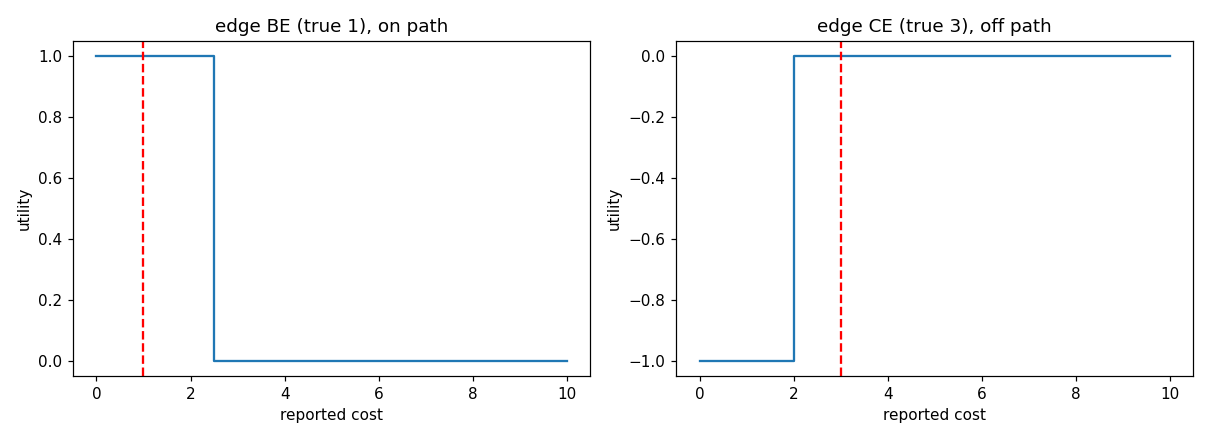 edge BE (true 1), on path
utility
1.0
0.8
0.6
0.4
0.2
0.0
0 2 4 6 8 10
reported cost
edge CE (true 3), off path
utility
0.0
−0.2
−0.4
−0.6
−0.8
−1.0
0 2 4 6 8 10
reported cost